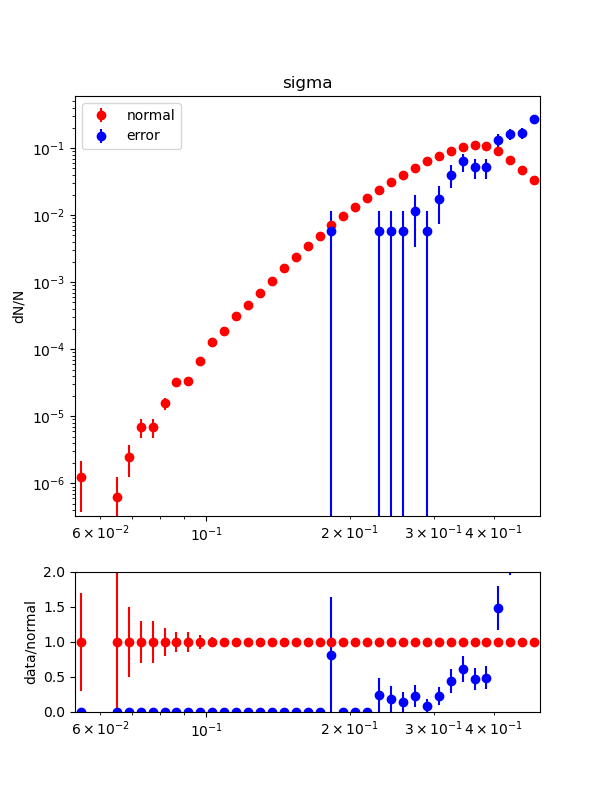 sigma
normal
error
dN/N
10⁻¹
10⁻²
10⁻³
10⁻⁴
10⁻⁵
10⁻⁶
6 × 10⁻² 10⁻¹ 2 × 10⁻¹ 3 × 10⁻¹ 4 × 10⁻¹
data/normal
2.0
1.5
1.0
0.5
0.0
6 × 10⁻² 10⁻¹ 2 × 10⁻¹ 3 × 10⁻¹ 4 × 10⁻¹